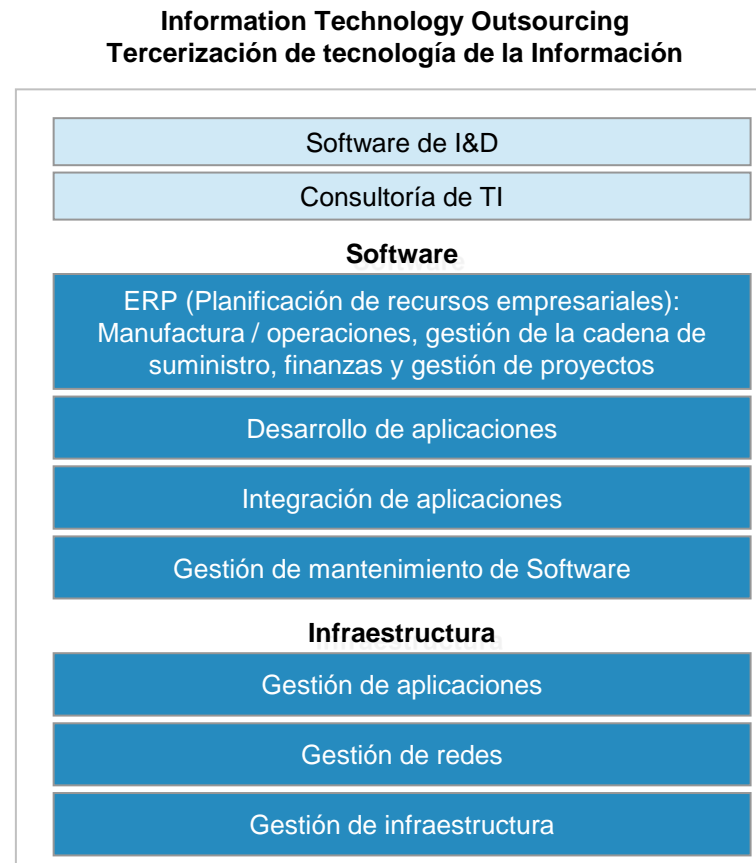 Information Technology Outsourcing
Tercerización de tecnología de la Información
Software de I&D
Consultoría de TI
Software
ERP (Planificación de recursos empresariales):
Manufactura / operaciones, gestión de la cadena de
suministro, finanzas y gestión de proyectos
Desarrollo de aplicaciones
Integración de aplicaciones
Gestión de mantenimiento de Software
Infraestructura
Gestión de aplicaciones
Gestión de redes
Gestión de infraestructura